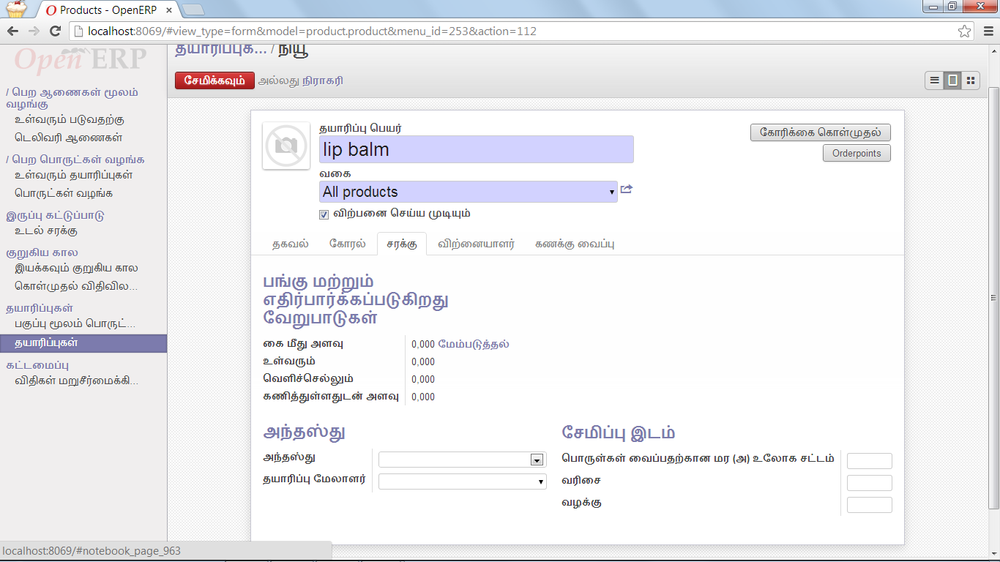 Products - OpenERP
localhost:8069/#view_type=form&model=product.product&menu_id=253&action=112
Open ERP
தயாரிப்புக... / நியூ
சேமிக்கவும் அல்லது நிராகரி
/ பெற ஆணைகள் மூலம்
வழங்கு
உள்வரும் படுவதற்கு
டெலிவரி ஆணைகள்
/ பெற பொருட்கள் வழங்க
உள்வரும் தயாரிப்புகள்
பொருட்கள் வழங்க
இருப்பு கட்டுப்பாடு
உடல் சரக்கு
குறுகிய கால
இயக்கவும் குறுகிய கால
கொள்முதல் விதிவில...
தயாரிப்புகள்
பகுப்பு மூலம் பொருட்...
தயாரிப்புகள்
கட்டமைப்பு
விதிகள் மறுசீர்மைக்கி...
தயாரிப்பு பெயர்
lip balm
கோரிக்கை கொள்முதல்
Orderpoints
வகை
All products
விற்பனை செய்ய முடியும்
தகவல் கோரல் சரக்கு விற்னையாளர் கணக்கு வைப்பு
பங்கு மற்றும்
எதிர்பார்க்கப்படுகிறது
வேறுபாடுகள்
கை மீது அளவு 0,000 மேம்படுத்தல்
உள்வரும் 0,000
வெளிச்செல்லும் 0,000
கணித்துள்ளதுடன் அளவு 0,000
அந்தஸ்து
அந்தஸ்து
தயாரிப்பு மேலாளர்
சேமிப்பு இடம்
பொருள்கள் வைப்பதற்கான மர (அ) உலோக சட்டம்
வரிசை
வழக்கு
localhost:8069/#notebook_page_963